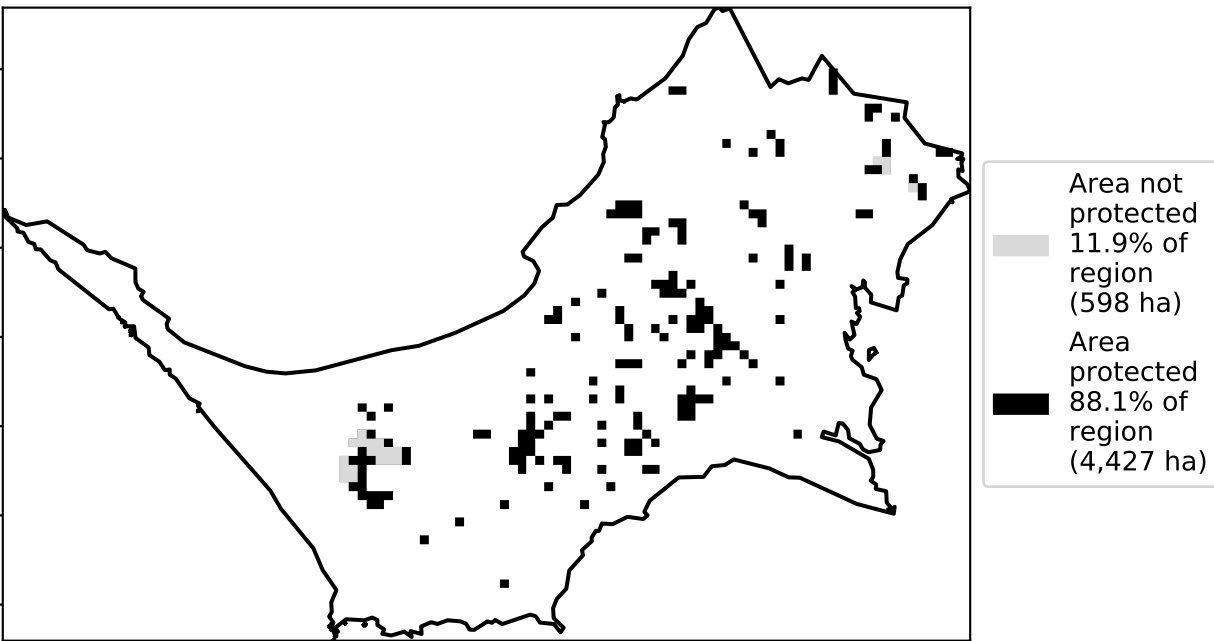 Area not
protected
11.9% of
region
(598 ha)
Area
protected
88.1% of
region
(4,427 ha)